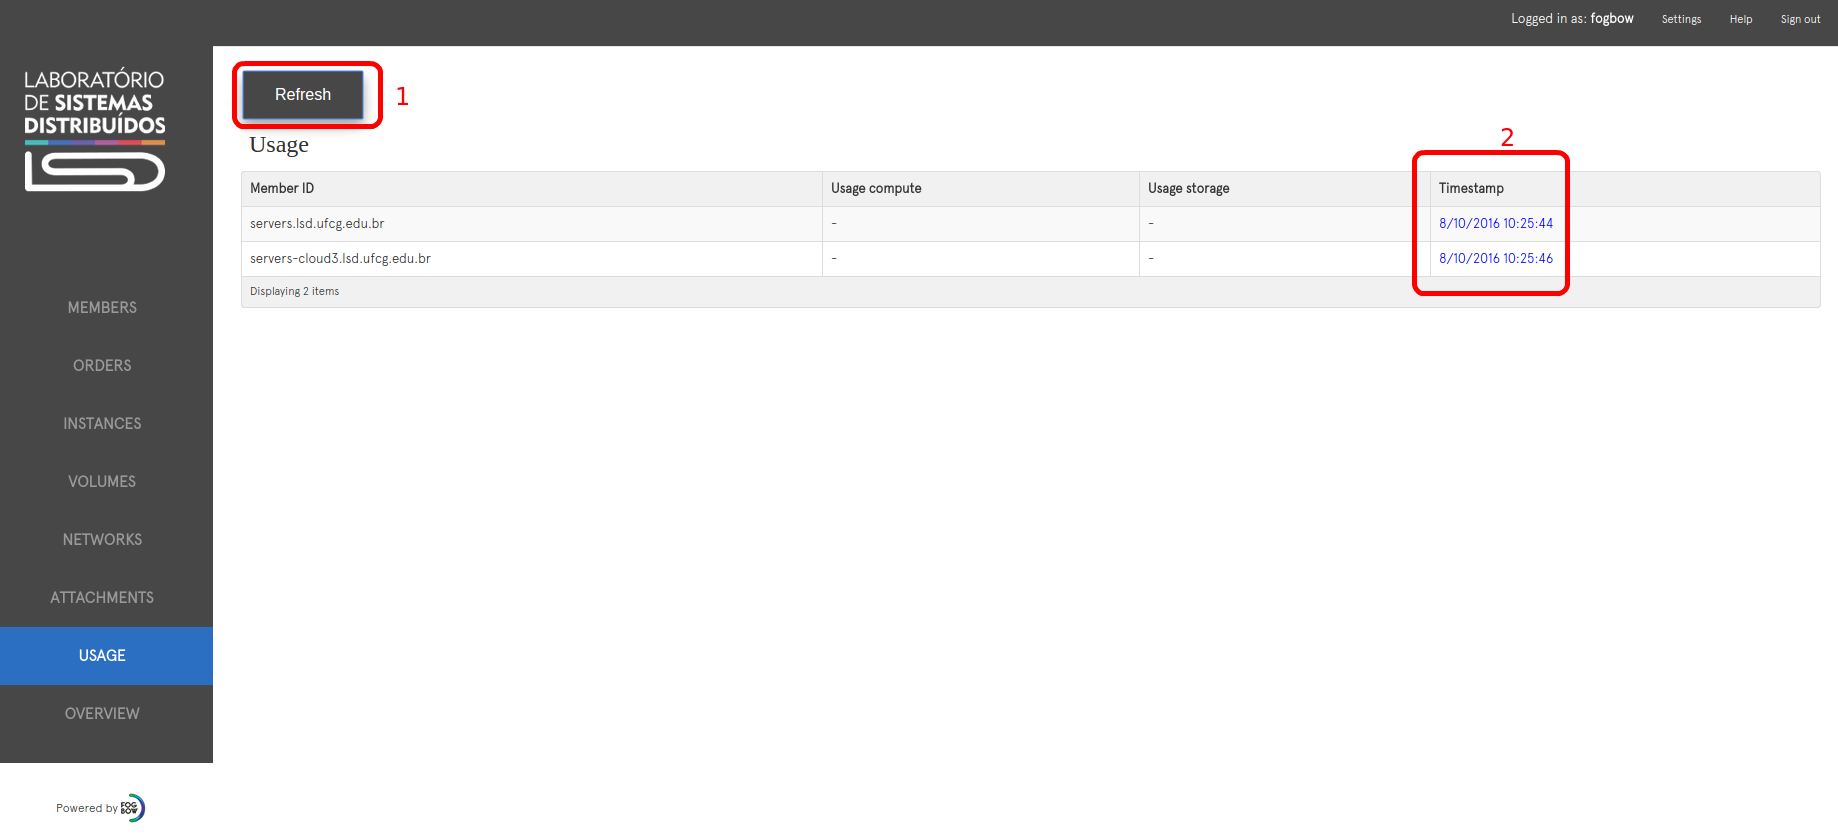 Logged in as: fogbow Settings Help Sign out
LABORATÓRIO
DE SISTEMAS
DISTRIBUÍDOS
LSD
Refresh
1
Usage
2
Member ID Usage compute Usage storage Timestamp
servers.lsd.ufcg.edu.br - - 8/10/2016 10:25:44
servers-cloud3.lsd.ufcg.edu.br - - 8/10/2016 10:25:46
Displaying 2 items
MEMBERS
ORDERS
INSTANCES
VOLUMES
NETWORKS
ATTACHMENTS
USAGE
OVERVIEW
Powered by FOGBOW